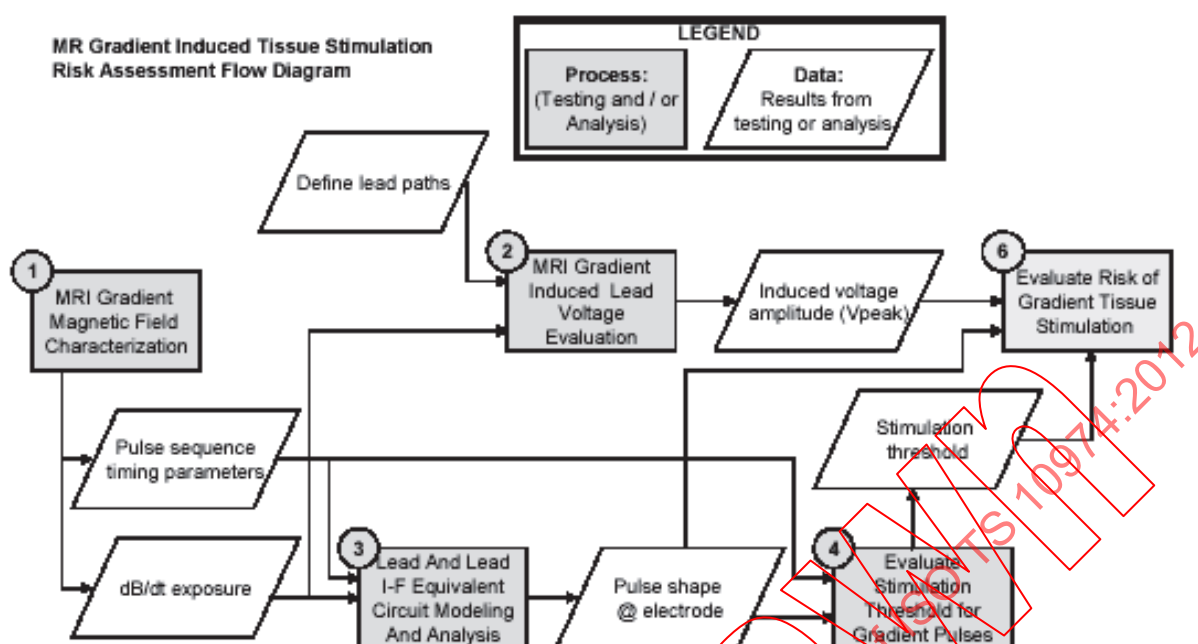 MR Gradient Induced Tissue Stimulation
Risk Assessment Flow Diagram
LEGEND
Process:
(Testing and / or
Analysis)
Data:
Results from
testing or analysis
Define lead paths
1
MRI Gradient
Magnetic Field
Characterization
2
MRI Gradient
Induced Lead
Voltage
Evaluation
Induced voltage
amplitude (Vpeak)
6
Evaluate Risk of
Gradient Tissue
Stimulation
Pulse sequence
timing parameters
Stimulation
threshold
dB/dt exposure
3
Lead And Lead
I-F Equivalent
Circuit Modeling
And Analysis
Pulse shape
@ electrode
4
Evaluate
Stimulation
Threshold for
Gradient Pulses
ISO/TS 10974:2012